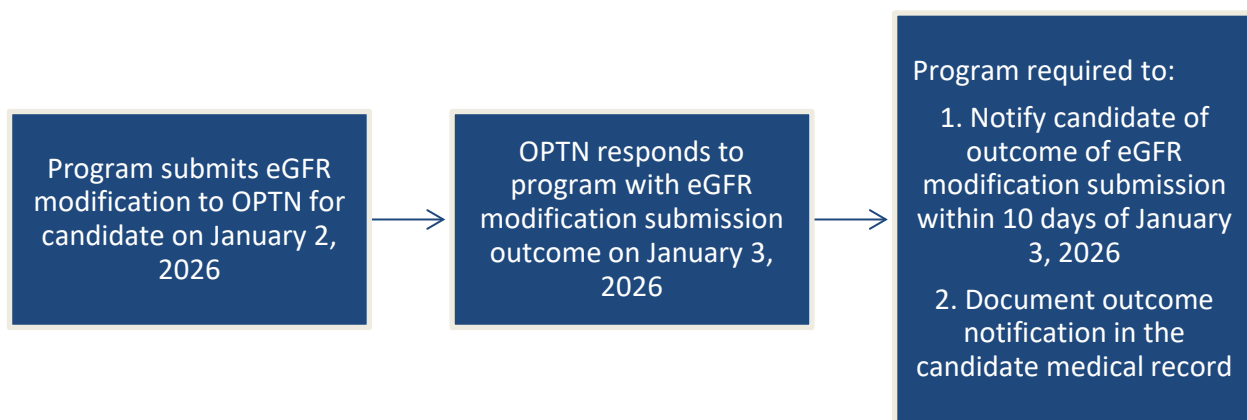 Program submits eGFR
modification to OPTN for
candidate on January 2,
2026
OPTN responds to
program with eGFR
modification submission
outcome on January 3,
2026
Program required to:
1. Notify candidate of
outcome of eGFR
modification submission
within 10 days of January
3, 2026
2. Document outcome
notification in the
candidate medical record